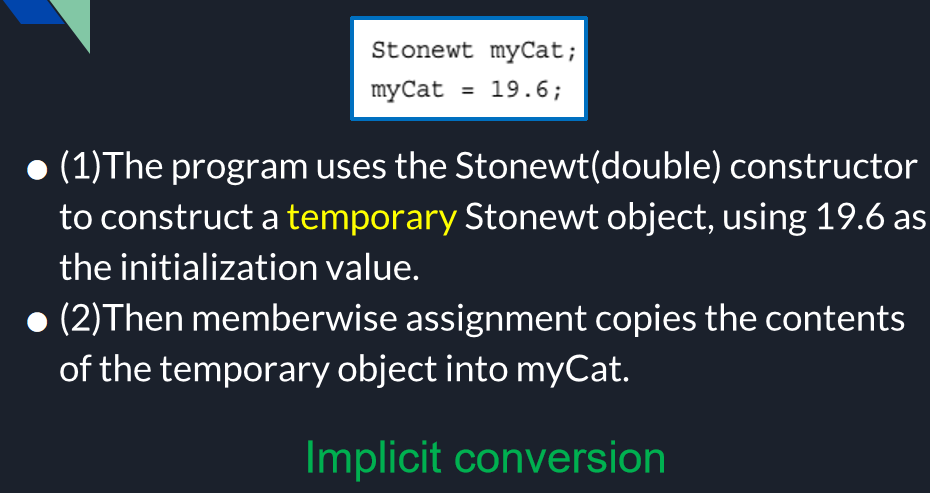 Stonewt myCat;
myCat = 19.6;
● (1)The program uses the Stonewt(double) constructor
to construct a temporary Stonewt object, using 19.6 as
the initialization value.
● (2)Then memberwise assignment copies the contents
of the temporary object into myCat.
Implicit conversion